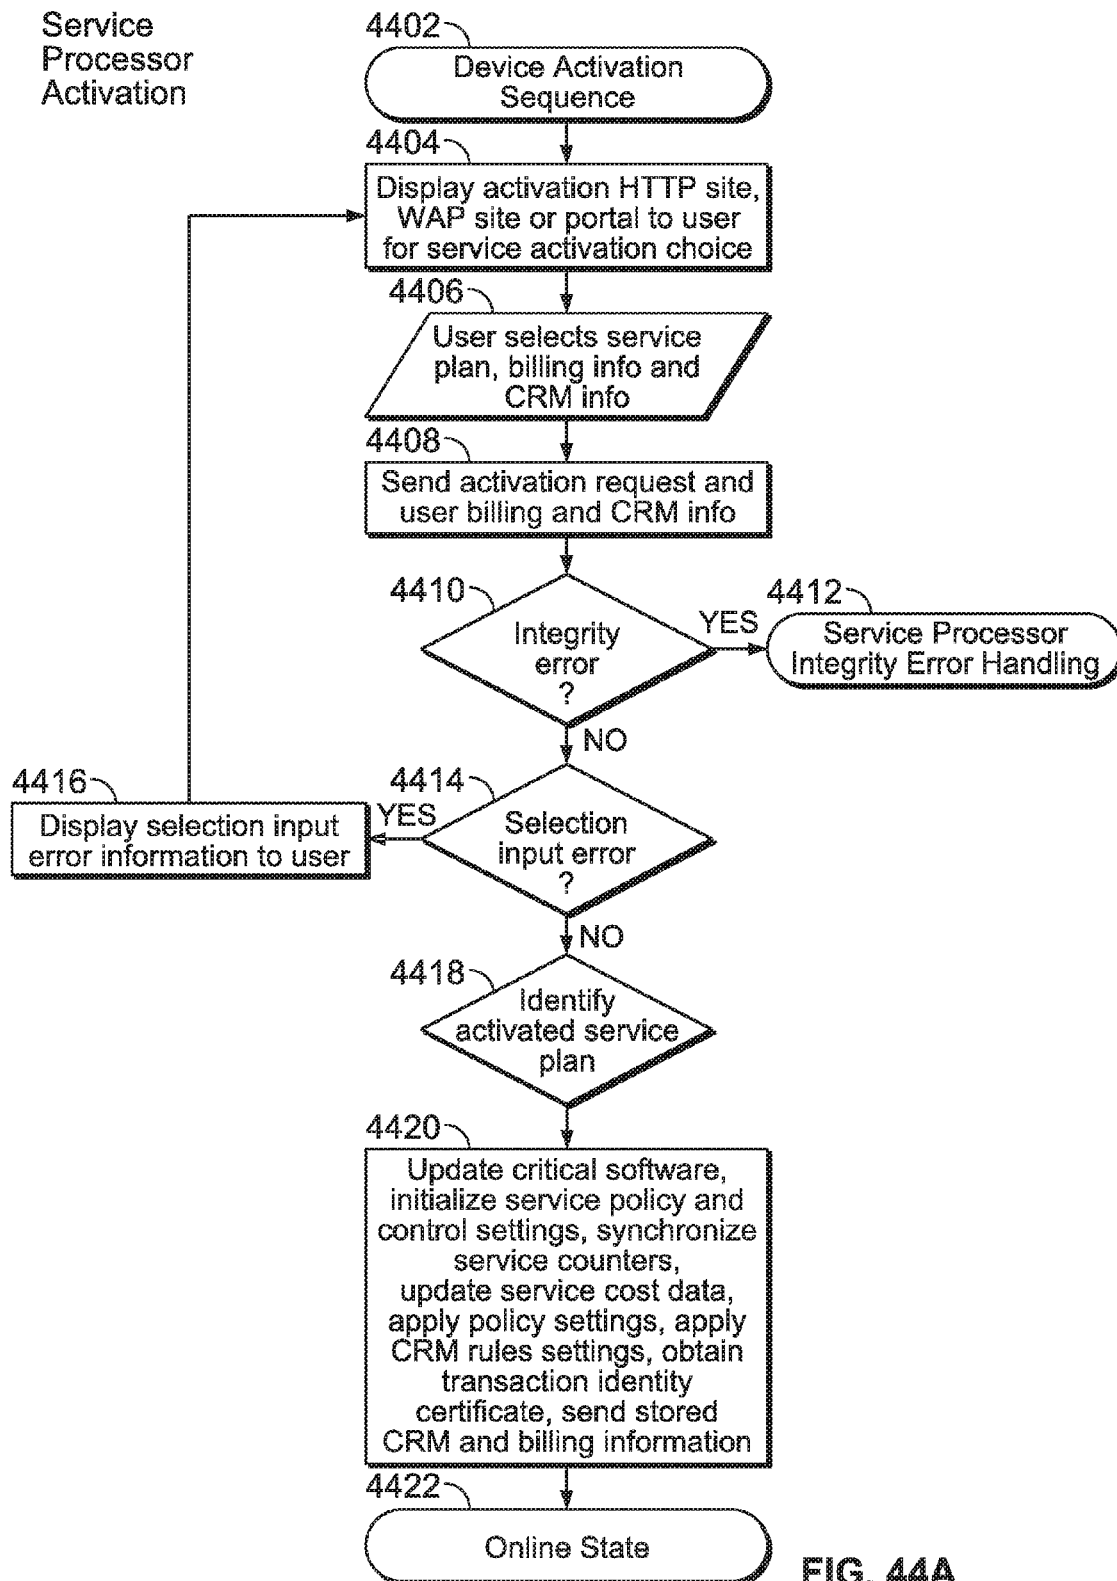 Service
Processor
Activation
4402
Device Activation
Sequence
4404
Display activation HTTP site,
WAP site or portal to user
for service activation choice
4406
User selects service
plan, billing info and
CRM info
4408
Send activation request and
user billing and CRM info
4410
Integrity
error
?
YES
4412
Service Processor
Integrity Error Handling
NO
4414
Selection
input error
?
YES
4416
Display selection input
error information to user
NO
4418
Identify
activated service
plan
4420
Update critical software,
initialize service policy and
control settings, synchronize
service counters,
update service cost data,
apply policy settings, apply
CRM rules settings, obtain
transaction identity
certificate, send stored
CRM and billing information
4422
Online State
FIG. 44A